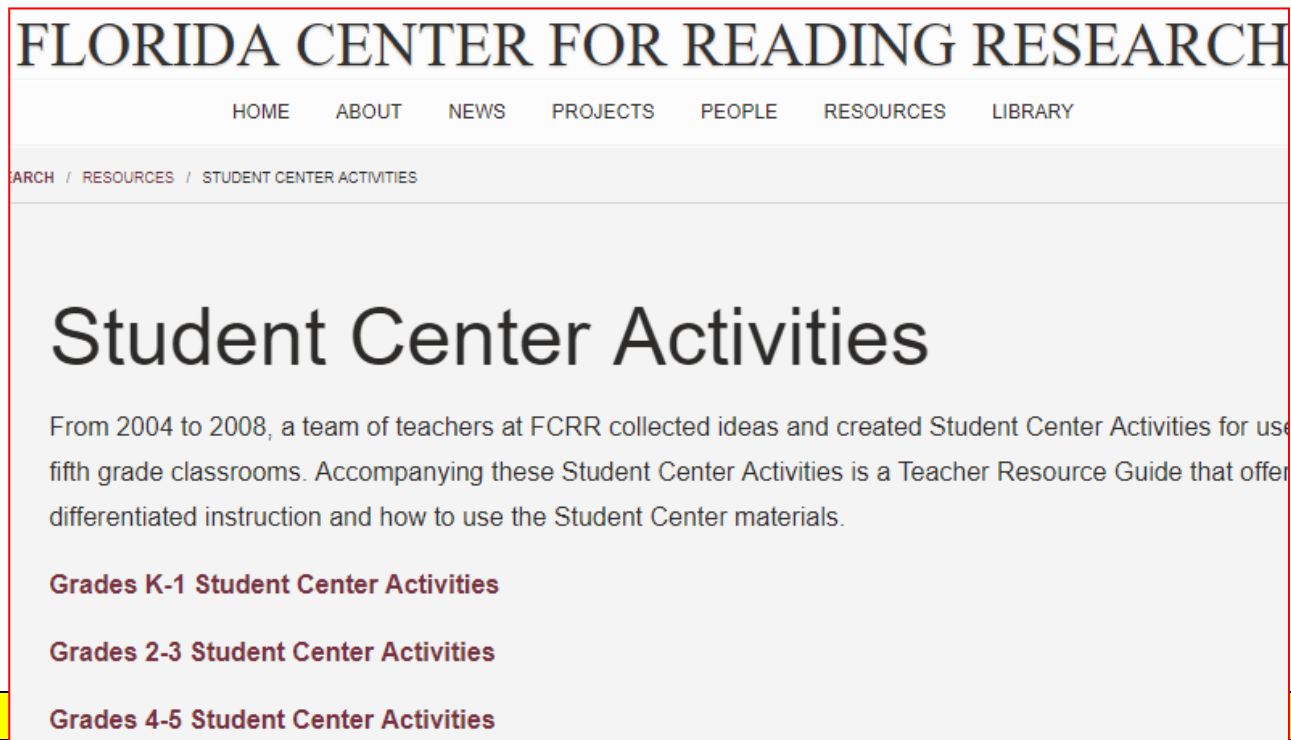 FLORIDA CENTER FOR READING RESEARCH
HOME ABOUT NEWS PROJECTS PEOPLE RESOURCES LIBRARY
/ RESOURCES / STUDENT CENTER ACTIVITIES
Student Center Activities
From 2004 to 2008, a team of teachers at FCRR collected ideas and created Student Center Activities for
fifth grade classrooms. Accompanying these Student Center Activities is a Teacher Resource Guide that
differentiated instruction and how to use the Student Center materials.
Grades K-1 Student Center Activities
Grades 2-3 Student Center Activities
Grades 4-5 Student Center Activities